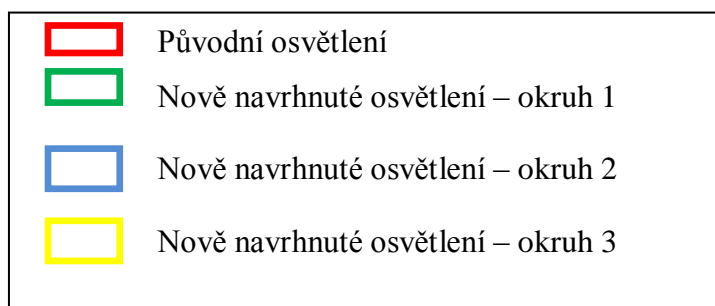 Původní osvětlení
Nově navrhnuté osvětlení – okruh 1
Nově navrhnuté osvětlení – okruh 2
Nově navrhnuté osvětlení – okruh 3